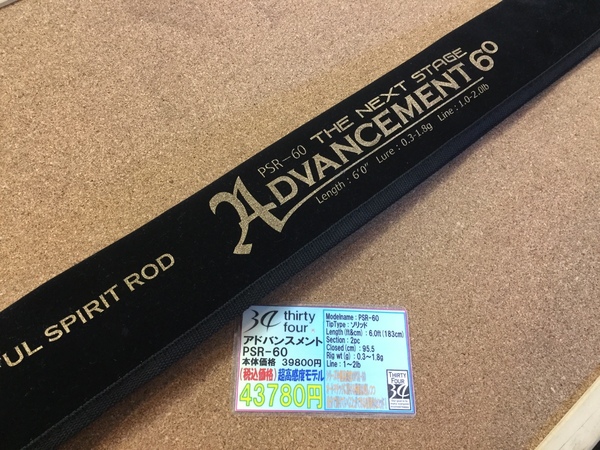 PSR-60 THE NEXT STAGE
ADVANCEMENT 60
Length : 6'0" Lure : 0.3-1.8g Line : 1.0-2.0lb
UL SPIRIT ROD
34 thirty four
アドバンスメント
PSR-60
本体価格 39800円
(税込価格) 超高感度モデル
43780円
Modelname : PSR-60
TipType : ソリッド
Length (ft&cm) : 6.0ft (183cm)
Section : 2pc
Closed (cm) : 95.5
Rig w(g) : 0.3~1.8g
Line : 1~2lb
THIRTY FOUR
34